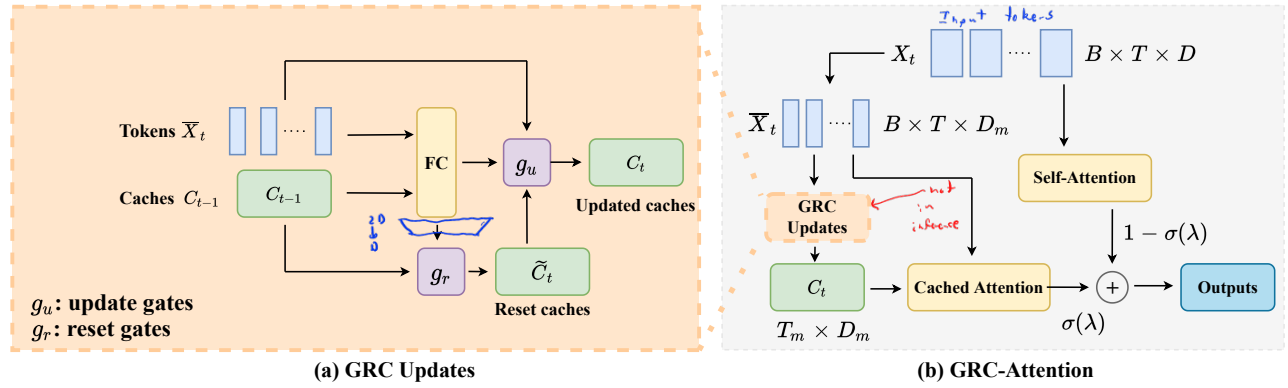 Tokens X̅_t
Caches C_{t-1}
C_{t-1}
FC
g_u
C_t
Updated caches
2D
↓
D
g_r
C̃_t
Reset caches
g_u: update gates
g_r: reset gates
(a) GRC Updates
Input tokens
X_t
B × T × D
X̅_t
B × T × D_m
Self-Attention
GRC
Updates
not
in
inference
1 − σ(λ)
C_t
Cached Attention
+
Outputs
σ(λ)
T_m × D_m
(b) GRC-Attention